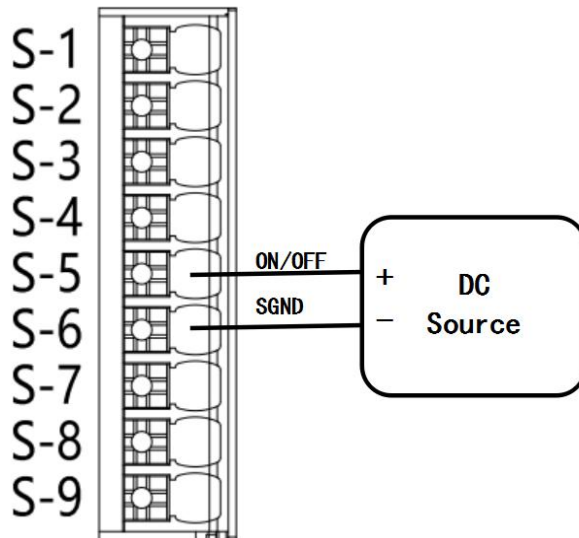 S-1
S-2
S-3
S-4
S-5
S-6
S-7
S-8
S-9
ON/OFF
SGND
+ DC
− Source